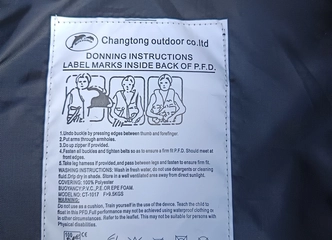 Changtong outdoor co.ltd
DONNING INSTRUCTIONS
LABEL MARKS INSIDE BACK OF P.F.D.
1.Undo buckle by pressing edges between thumb and forefinger
2.Put arms through armholes.
3.Do up zipper if provided.
4.Fasten all buckles and tighten belts so as to ensure a firm fit P.F.D. Should meet at
front edges.
5.Take leg harness if provided, and pass between legs and fasten to ensure firm fit.
WASHING INSTRUCTIONS: Wash in fresh water, do not use detergents or cleaning
fluid. Drip dry in shade. Store in a well ventilated area away from direct sunlight.
COVERING: 100% Polyester
BUOYANCY:P.V.C.,P.E. OR EPE FOAM.
MODEL NO: CT-1017 F>9.5KGS
WARNING:
Do not use as a cushion. Train yourself in the use of the device. Teach the child
to float in this PFD. Full performance may not be achieved using waterproof clothing or
in other circumstances. Refer to the leaflet. This may not be suitable for persons with
Physical disabilities.